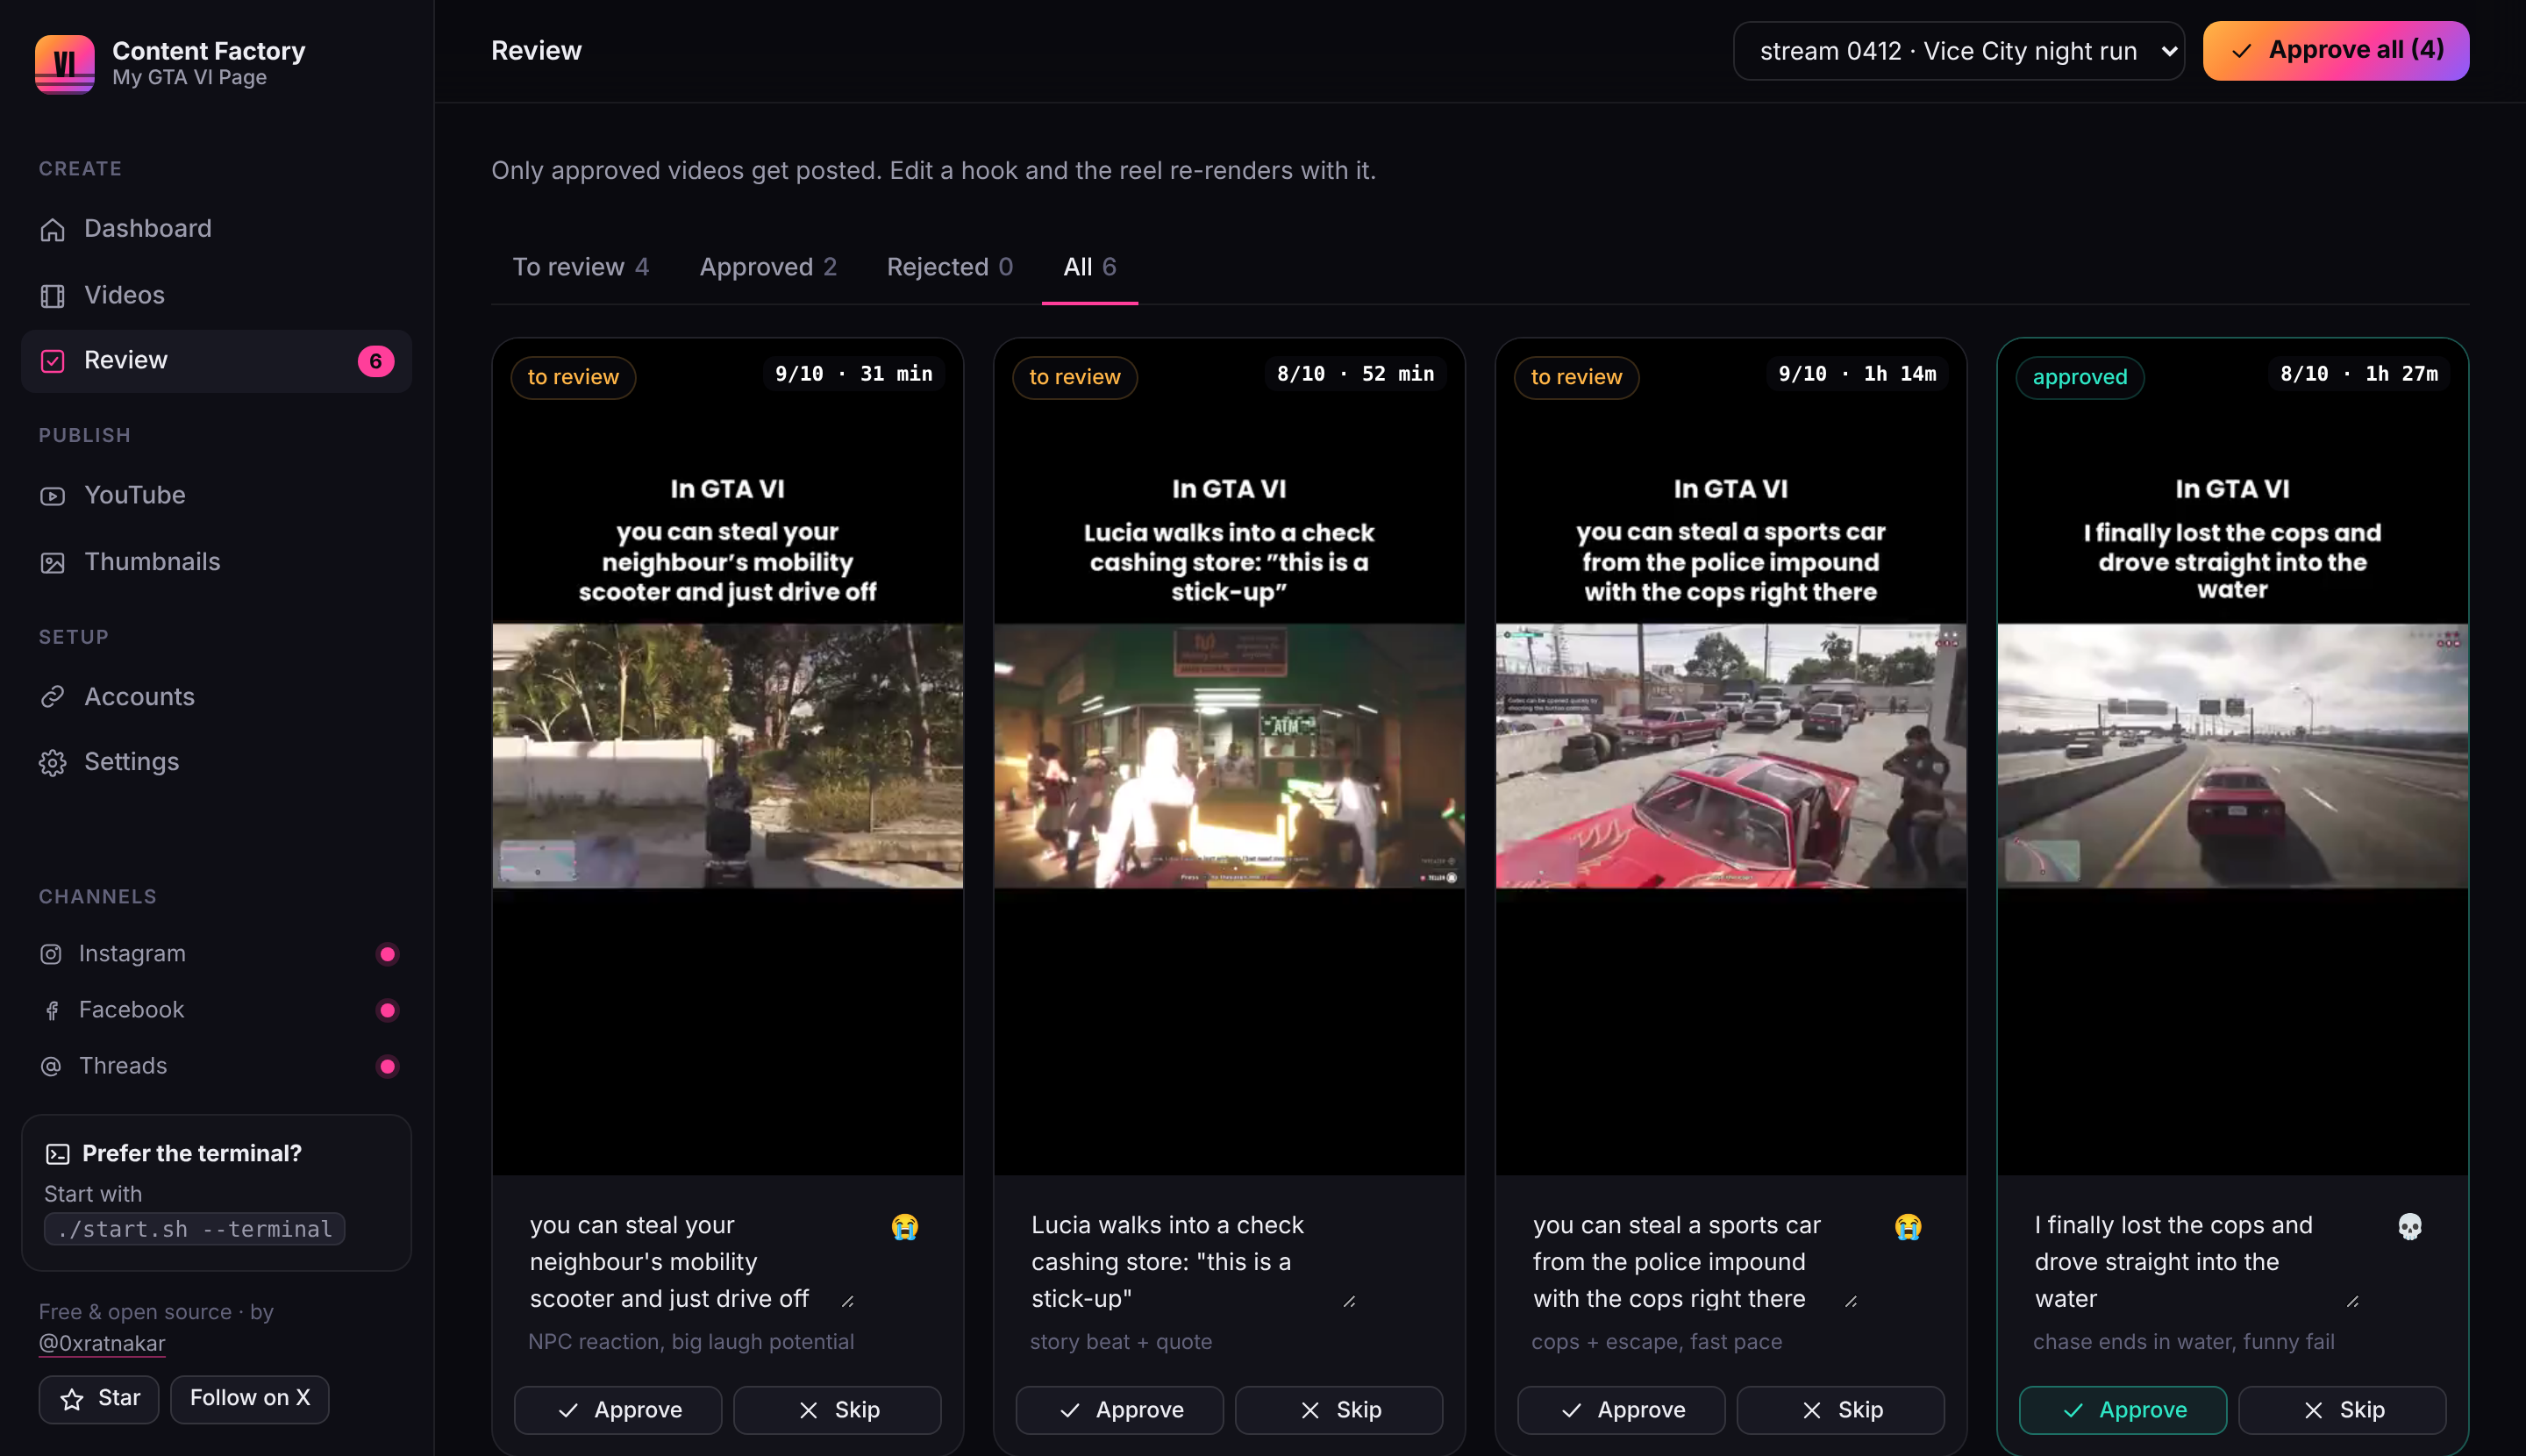 VI
Content Factory
My GTA VI Page
CREATE
Dashboard
Videos
Review
6
PUBLISH
YouTube
Thumbnails
SETUP
Accounts
Settings
CHANNELS
Instagram
Facebook
Threads
Prefer the terminal?
Start with
./start.sh --terminal
Free & open source · by
@0xratnakar
Star
Follow on X
Review
stream 0412 · Vice City night run
Approve all (4)
Only approved videos get posted. Edit a hook and the reel re-renders with it.
To review 4
Approved 2
Rejected 0
All 6
to review
9/10 · 31 min
In GTA VI
you can steal your
neighbour’s mobility
scooter and just drive off
you can steal your
neighbour's mobility
scooter and just drive off
😭
NPC reaction, big laugh potential
Approve
Skip
to review
8/10 · 52 min
In GTA VI
Lucia walks into a check
cashing store: ”this is a
stick-up”
ATM
Lucia walks into a check
cashing store: "this is a
stick-up"
story beat + quote
Approve
Skip
to review
9/10 · 1h 14m
In GTA VI
you can steal a sports car
from the police impound
with the cops right there
you can steal a sports car
from the police impound
with the cops right there
😭
cops + escape, fast pace
Approve
Skip
approved
8/10 · 1h 27m
In GTA VI
I finally lost the cops and
drove straight into the
water
I finally lost the cops and
drove straight into the
water
💀
chase ends in water, funny fail
Approve
Skip